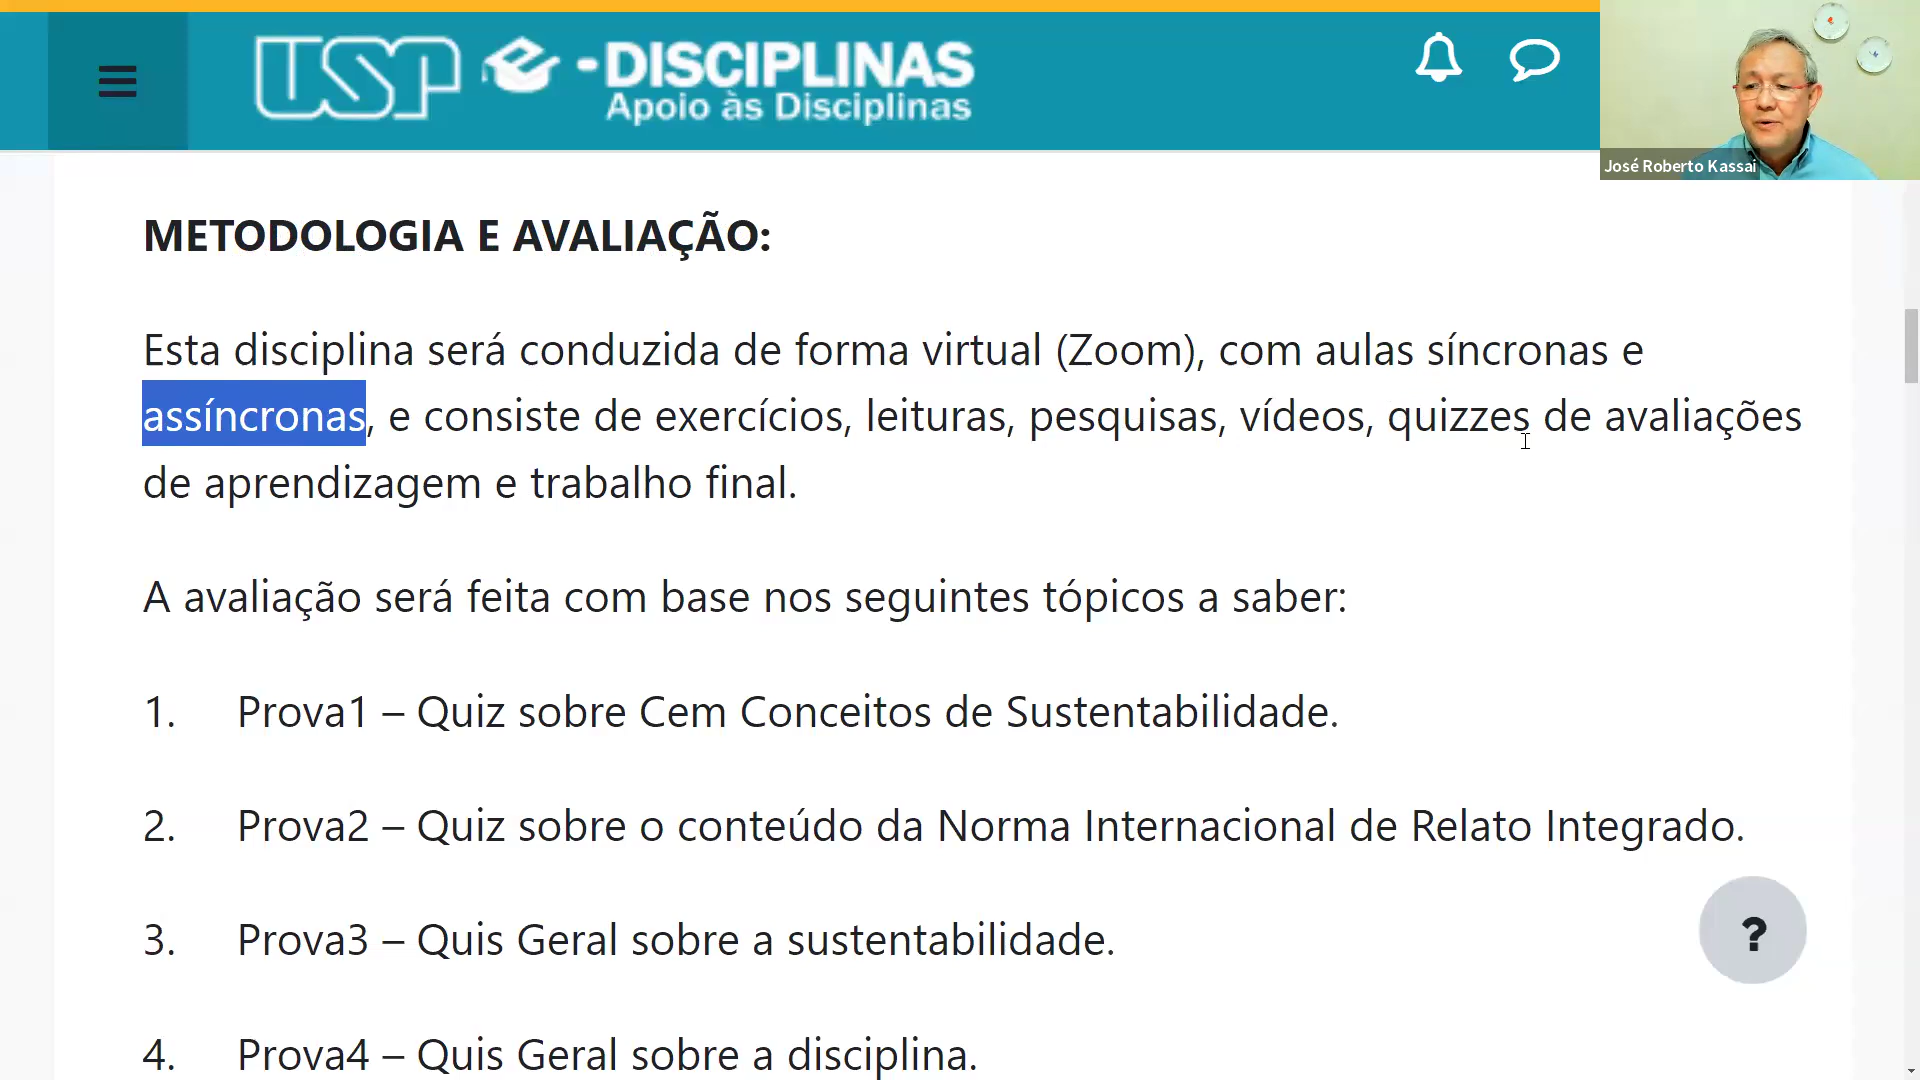 USP e-DISCIPLINAS
Apoio às Disciplinas
José Roberto Kassai
METODOLOGIA E AVALIAÇÃO:
Esta disciplina será conduzida de forma virtual (Zoom), com aulas síncronas e
assíncronas, e consiste de exercícios, leituras, pesquisas, vídeos, quizzes de avaliações
de aprendizagem e trabalho final.
A avaliação será feita com base nos seguintes tópicos a saber:
1. Prova1 – Quiz sobre Cem Conceitos de Sustentabilidade.
2. Prova2 – Quiz sobre o conteúdo da Norma Internacional de Relato Integrado.
3. Prova3 – Quis Geral sobre a sustentabilidade.
?
4. Prova4 – Quis Geral sobre a disciplina.